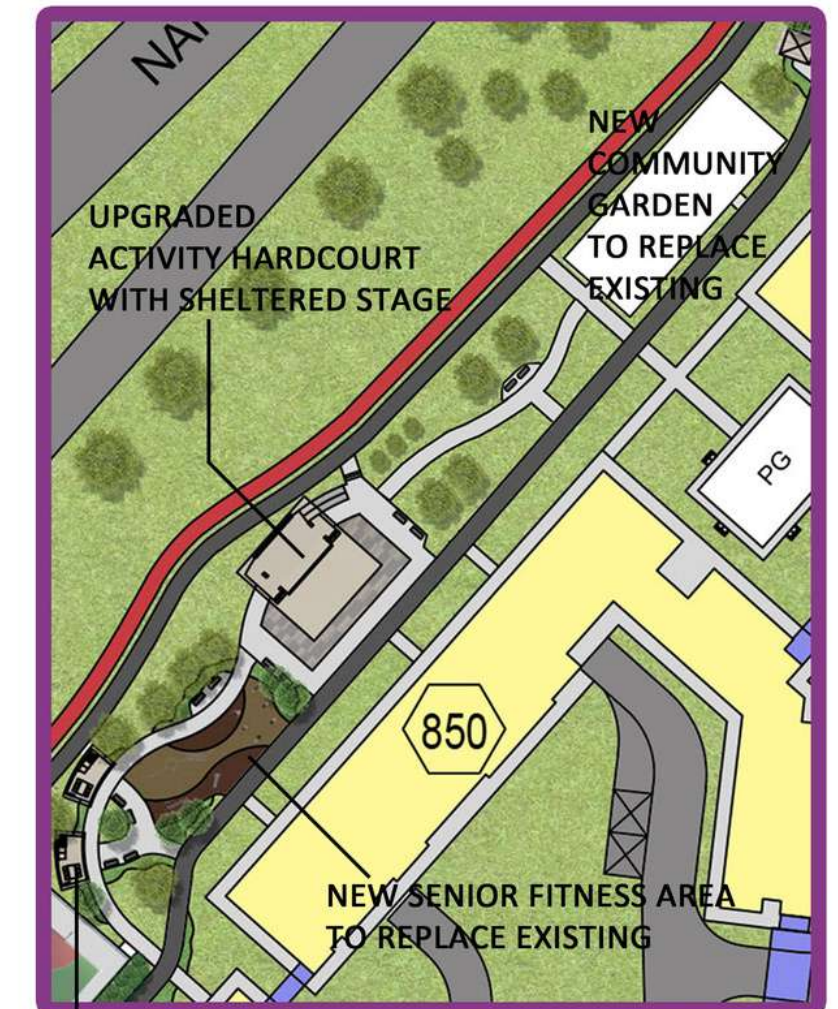 UPGRADED
ACTIVITY HARDCOURT
WITH SHELTERED STAGE
NEW
COMMUNITY
GARDEN
TO REPLACE
EXISTING
PG
850
NEW SENIOR FITNESS AREA
TO REPLACE EXISTING